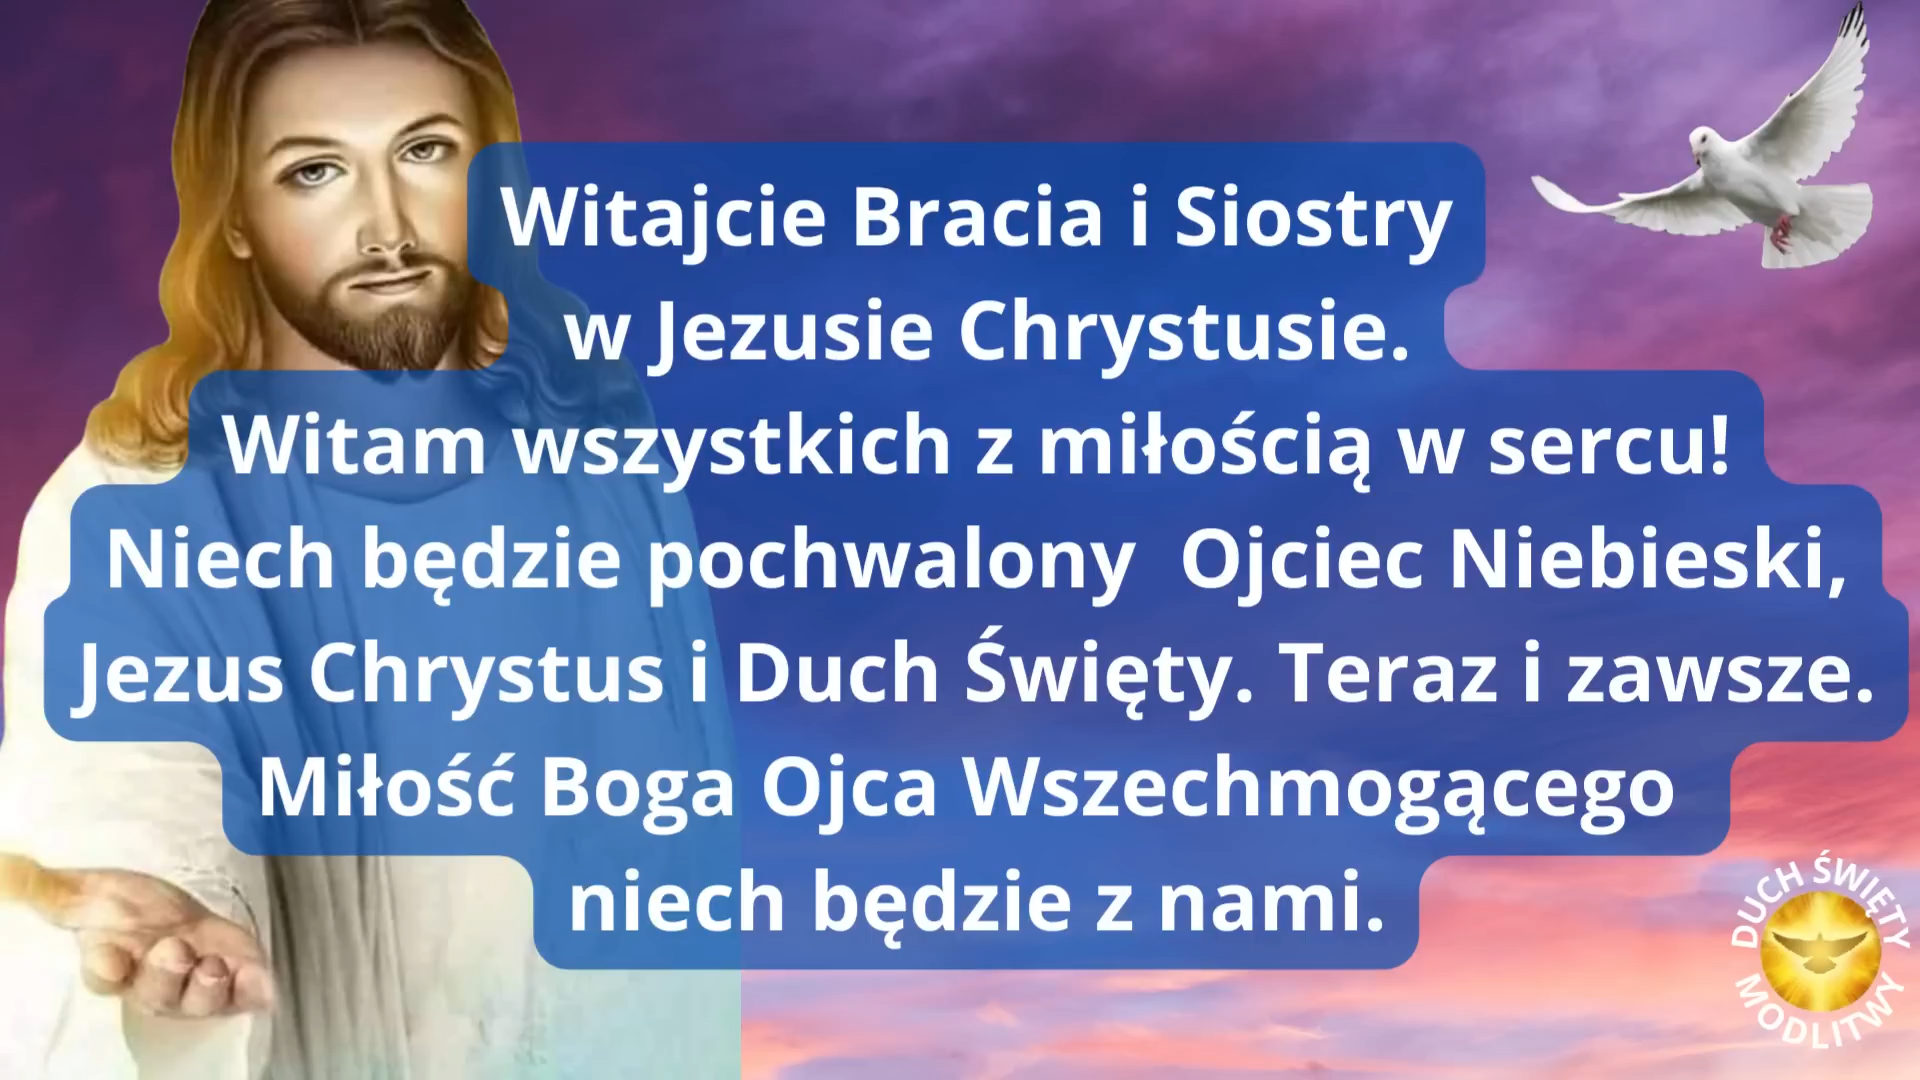 Witajcie Bracia i Siostry
w Jezusie Chrystusie.
Witam wszystkich z miłością w sercu!
Niech będzie pochwalony  Ojciec Niebieski,
Jezus Chrystus i Duch Święty. Teraz i zawsze.
Miłość Boga Ojca Wszechmogącego
niech będzie z nami.
DUCH ŚWIĘTY
MODLITWY